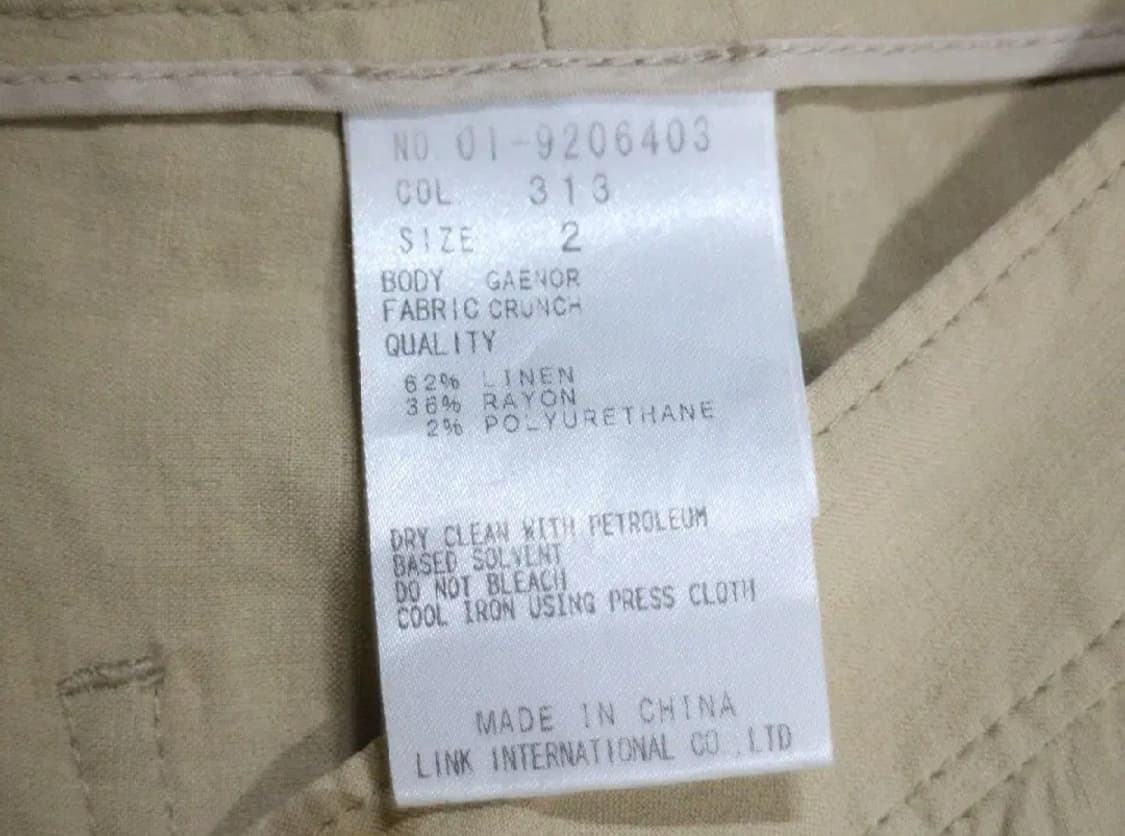 NO. 01-9206403
COL. 313
SIZE 2
BODY GAENOR
FABRIC CRUNCH
QUALITY
62% LINEN
36% RAYON
2% POLYURETHANE
DRY CLEAN WITH PETROLEUM
BASED SOLVENT
DO NOT BLEACH
COOL IRON USING PRESS CLOTH
MADE IN CHINA
LINK INTERNATIONAL CO.,LTD